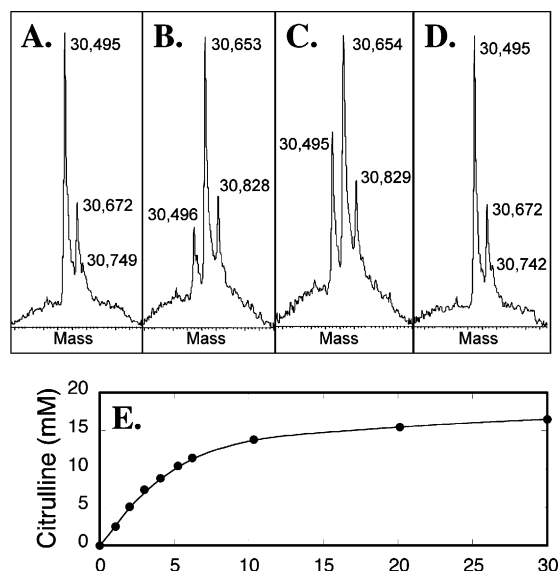 A. B. C. D.
30,495 30,653 30,654 30,495
30,495
30,828 30,829
30,672 30,672
30,496
30,749 30,742
Mass Mass Mass Mass
20
E.
15
10
5
0
Citrulline (mM)
0 5 10 15 20 25 30